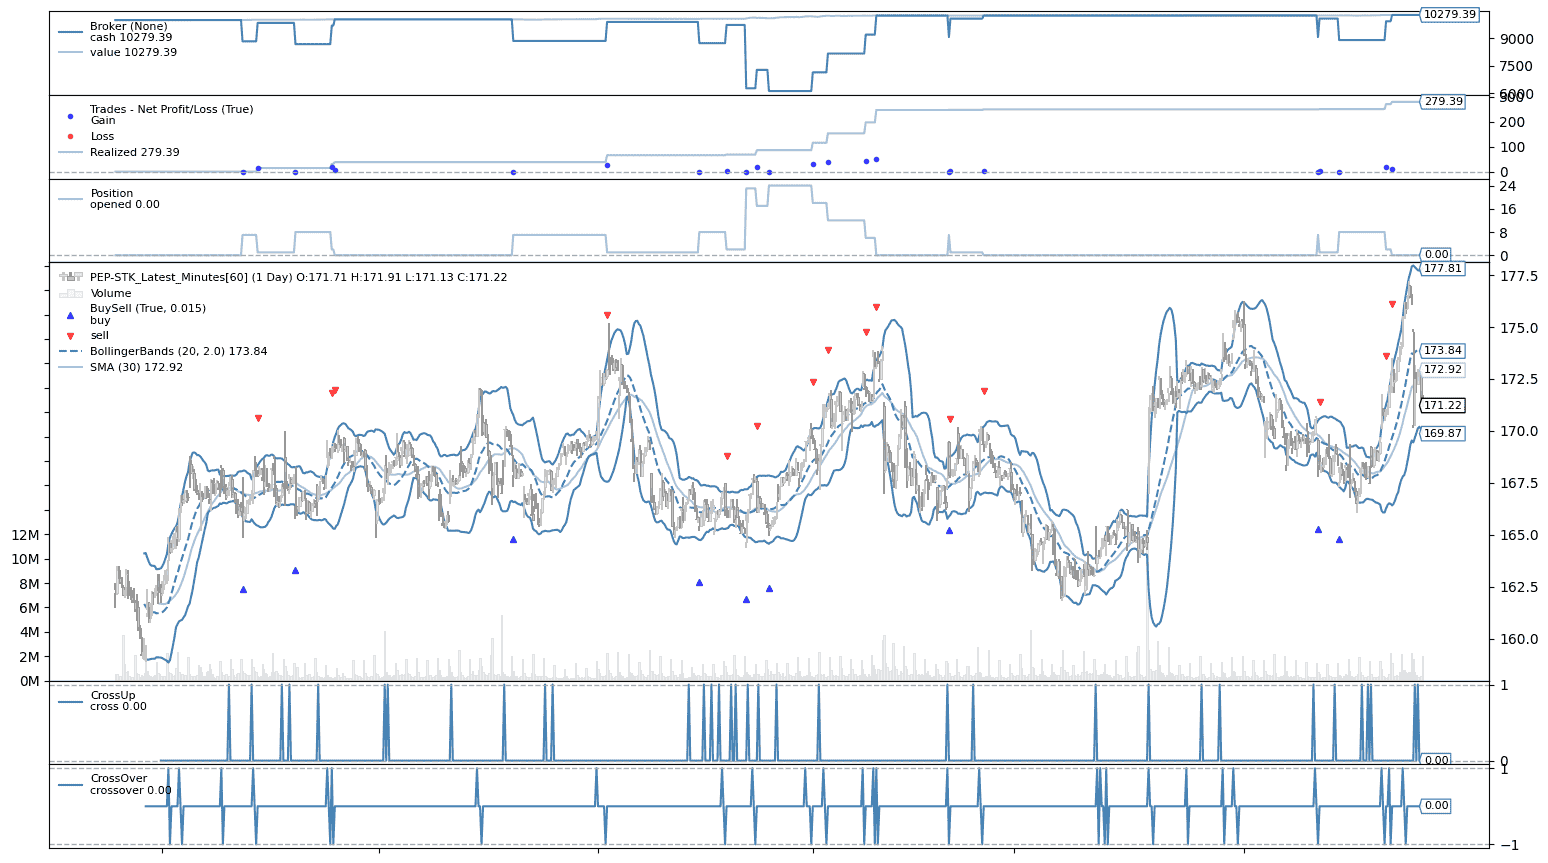 Broker (None)
cash 10279.39
value 10279.39
10279.39
9000
7500
6000
Trades - Net Profit/Loss (True)
Gain
Loss
Realized 279.39
300
279.39
200
100
0
Position
opened 0.00
24
16
8
0
0.00
PEP-STK_Latest_Minutes[60] (1 Day) O:171.71 H:171.91 L:171.13 C:171.22
Volume
BuySell (True, 0.015)
buy
sell
BollingerBands (20, 2.0) 173.84
SMA (30) 172.92
177.81
177.5
175.0
173.84
172.92
172.5
171.22
170.0
169.87
167.5
165.0
162.5
160.0
12M
10M
8M
6M
4M
2M
0M
CrossUp
cross 0.00
1
0
0.00
CrossOver
crossover 0.00
1
0.00
−1